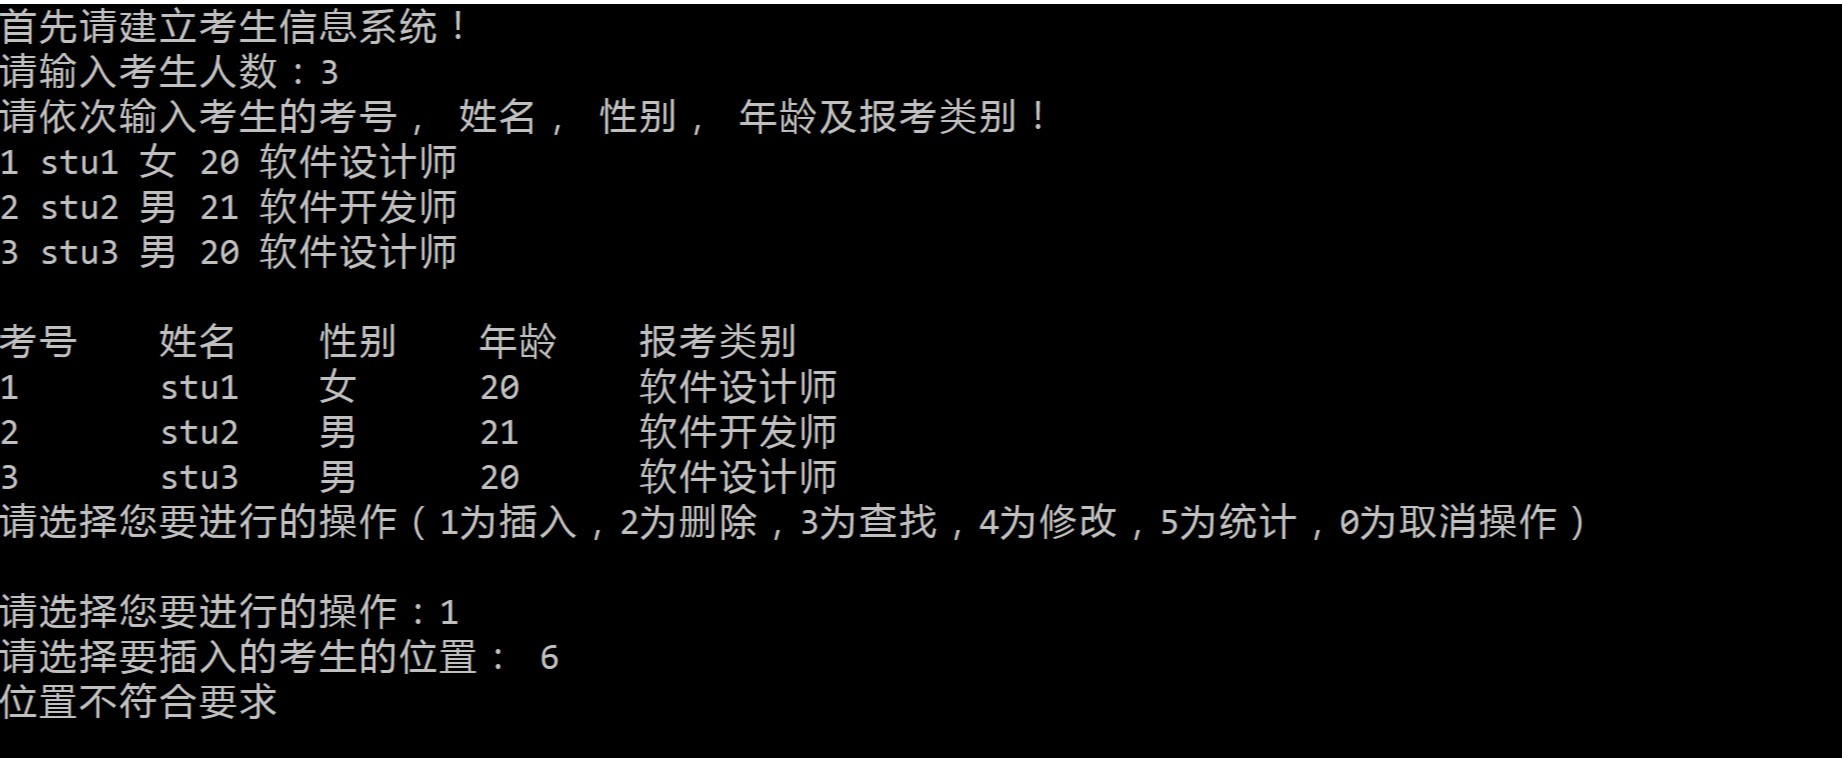 首先请建立考生信息系统！
请输入考生人数：3
请依次输入考生的考号， 姓名， 性别， 年龄及报考类别！
1 stu1 女 20 软件设计师
2 stu2 男 21 软件开发师
3 stu3 男 20 软件设计师
考号 姓名 性别 年龄 报考类别
1 stu1 女 20 软件设计师
2 stu2 男 21 软件开发师
3 stu3 男 20 软件设计师
请选择您要进行的操作（1为插入，2为删除，3为查找，4为修改，5为统计，0为取消操作）
请选择您要进行的操作：1
请选择要插入的考生的位置： 6
位置不符合要求